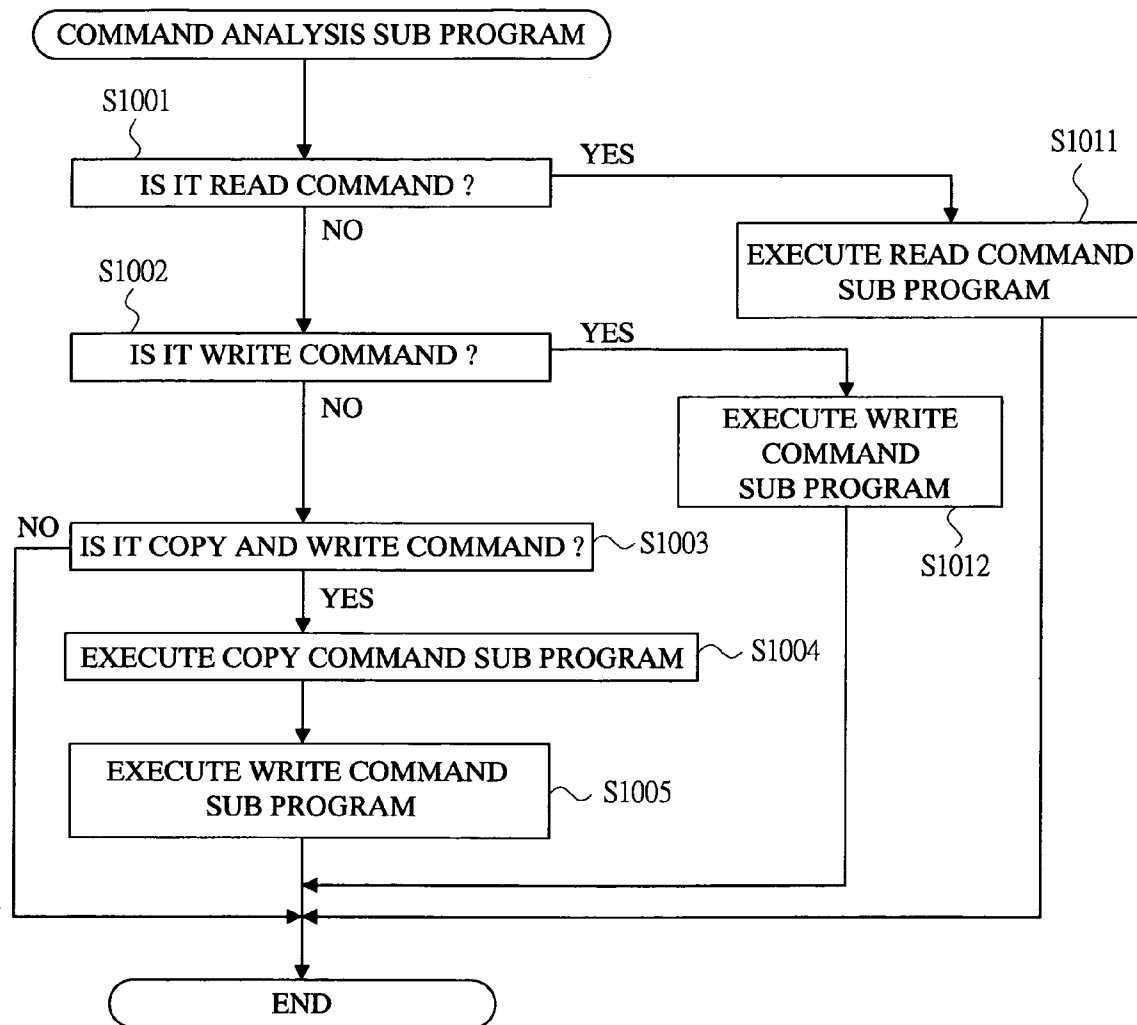 COMMAND ANALYSIS SUB PROGRAM
S1001
IS IT READ COMMAND ?
YES
NO
S1011
EXECUTE READ COMMAND
SUB PROGRAM
S1002
IS IT WRITE COMMAND ?
YES
NO
EXECUTE WRITE
COMMAND
SUB PROGRAM
S1012
NO
IS IT COPY AND WRITE COMMAND ?
S1003
YES
EXECUTE COPY COMMAND SUB PROGRAM
S1004
EXECUTE WRITE COMMAND
SUB PROGRAM
S1005
END